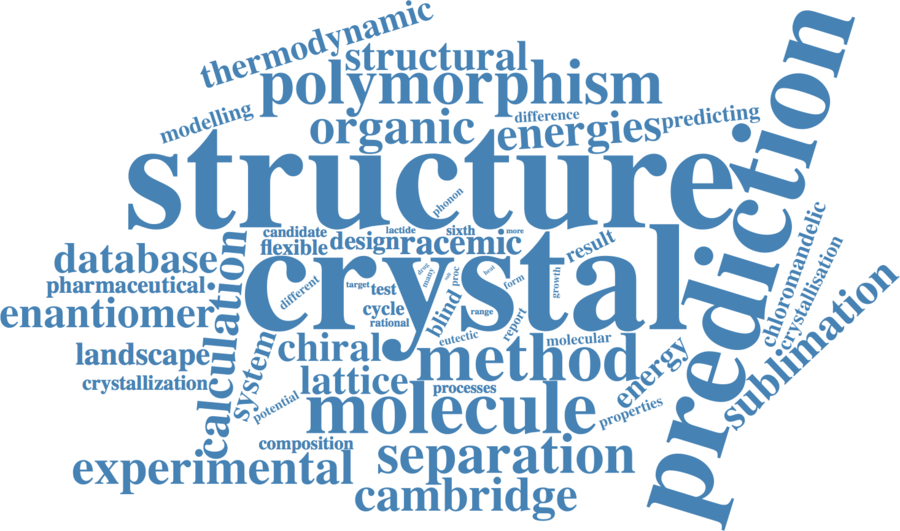 thermodynamic
structural
polymorphism
modelling
difference
predicting
organic
energies
prediction
structure
phonon
candidate
lactide
sixth
more
flexible
design
racemic
result
database
calculation
crystal
chloromandelic
crystallisation
pharmaceutical
different
target
test
drug
many
proc
heat
form
growth
enantiomer
cycle
rational
blind
range
report
sublimation
landscape
system
chiral
eutectic
molecular
method
energy
crystallization
lattice
processes
potential
molecule
properties
composition
experimental
separation
cambridge